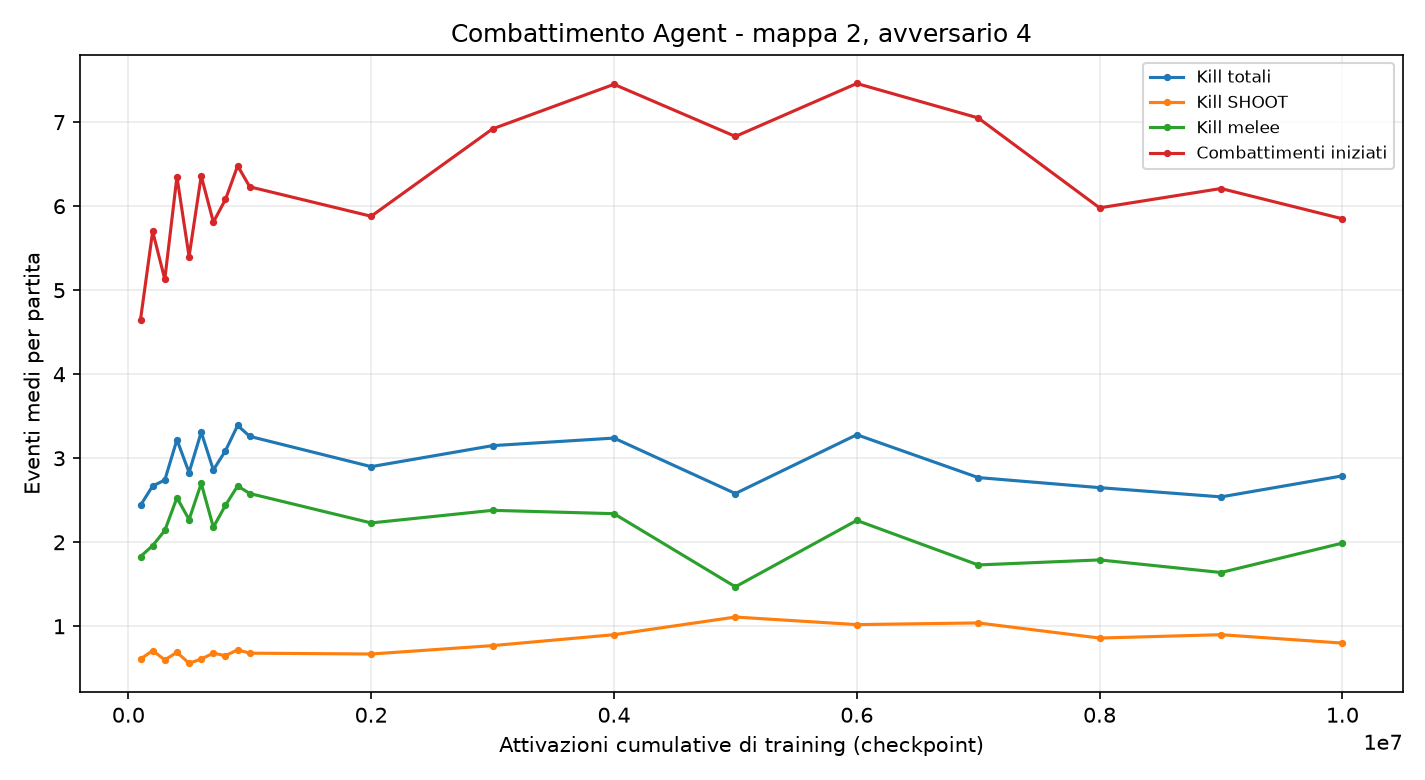 Combattimento Agent - mappa 2, avversario 4
Kill totali
Kill SHOOT
Kill melee
Combattimenti iniziati
Eventi medi per partita
7
6
5
4
3
2
1
0.0 0.2 0.4 0.6 0.8 1.0
1e7
Attivazioni cumulative di training (checkpoint)